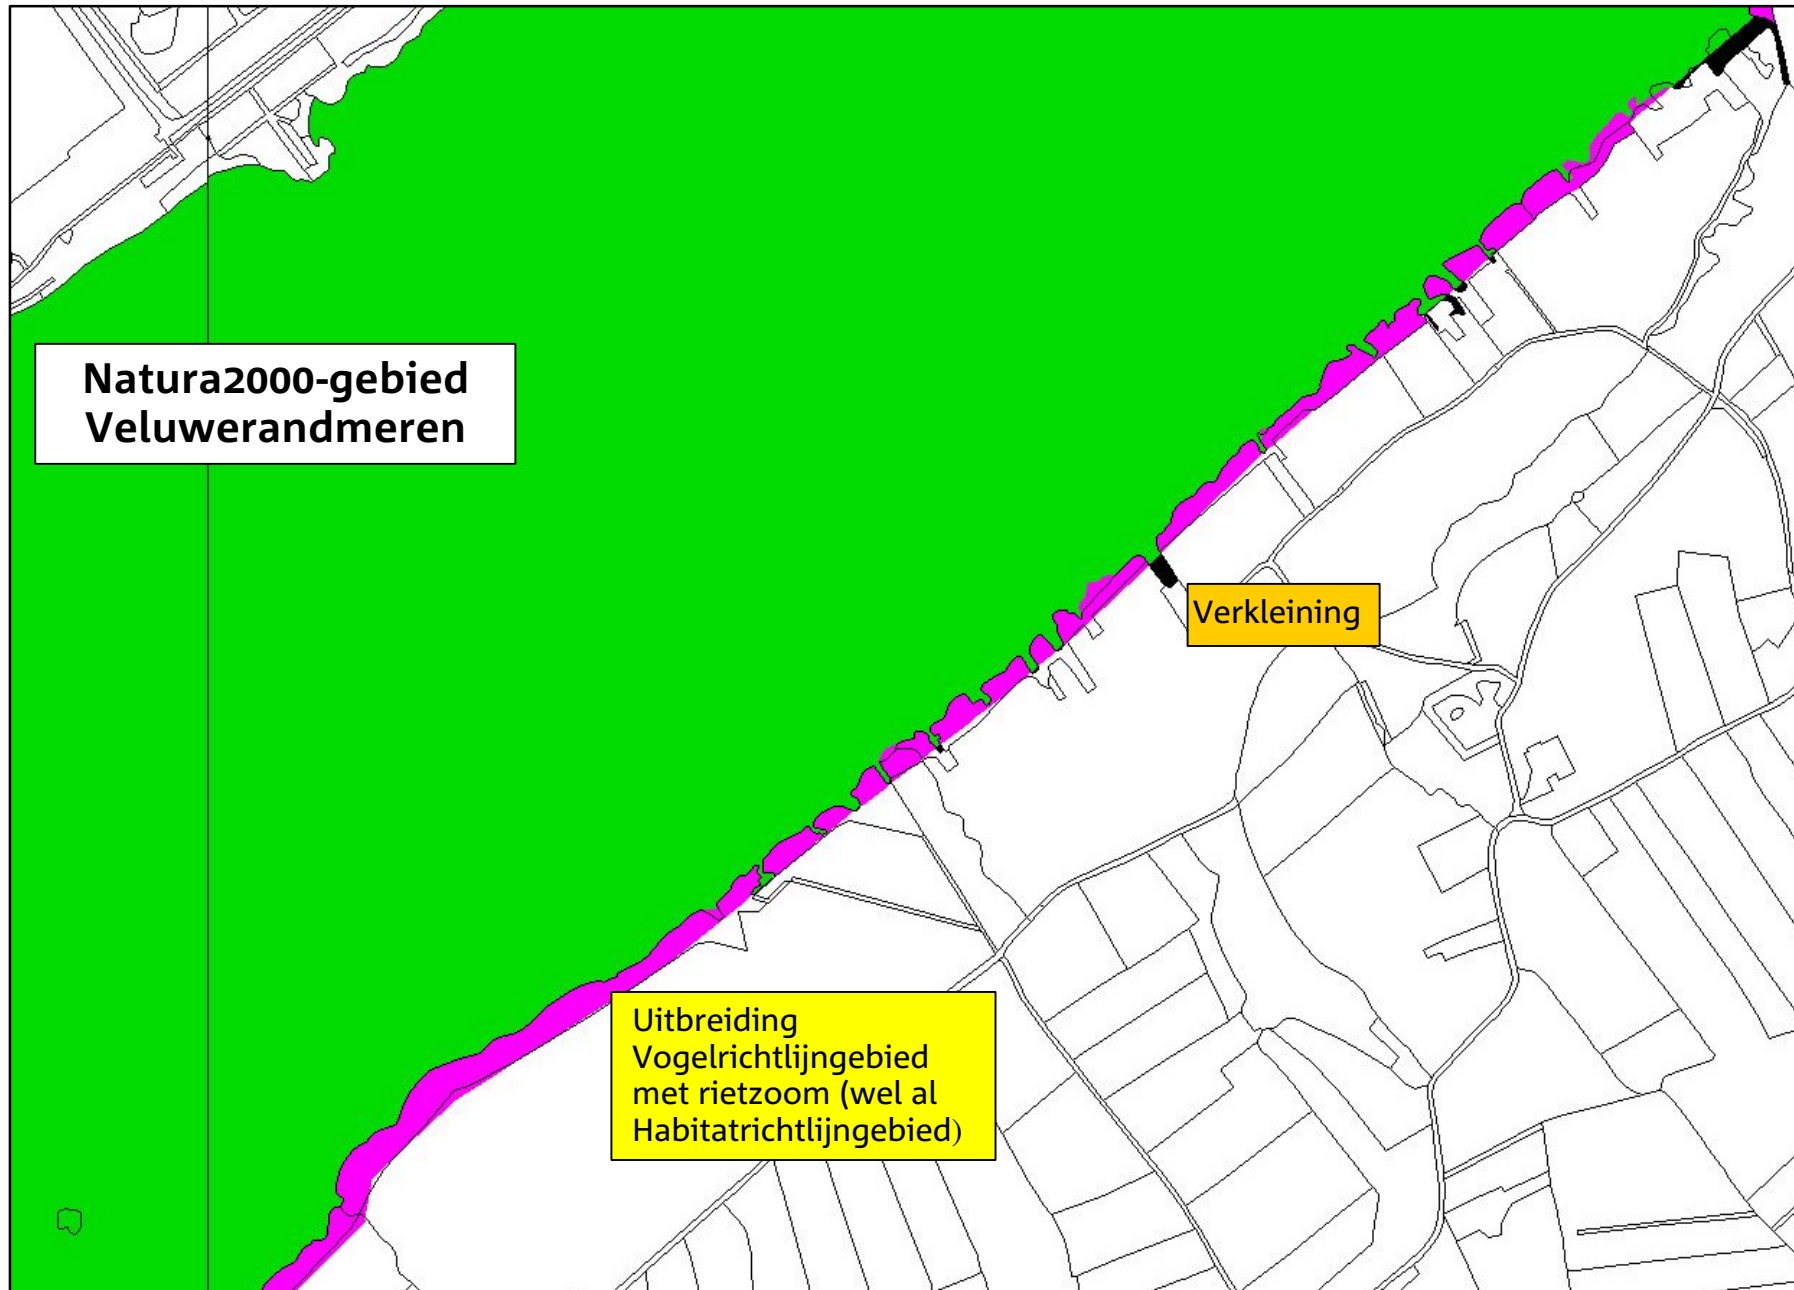 Natura2000-gebied
Veluwerandmeren
Verkleining
Uitbreiding
Vogelrichtlijngebied
met rietzoom (wel al
Habitatrichtlijngebied)